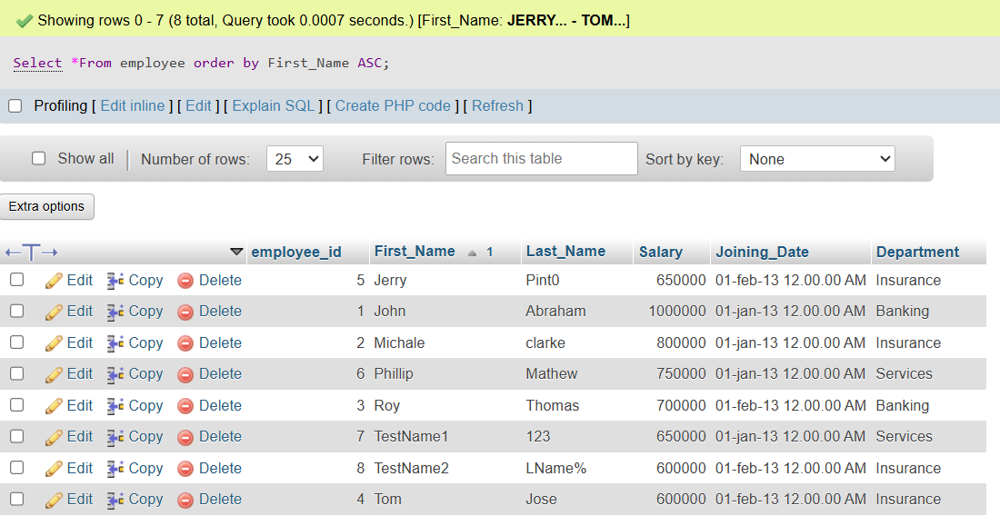 Showing rows 0 - 7 (8 total, Query took 0.0007 seconds.) [First_Name: JERRY... - TOM...]
Select *From employee order by First_Name ASC;
Profiling [ Edit inline ] [ Edit ] [ Explain SQL ] [ Create PHP code ] [ Refresh ]
Show all Number of rows: 25 Filter rows: Search this table Sort by key: None
Extra options
←T→ employee_id First_Name 1 Last_Name Salary Joining_Date Department
Edit Copy Delete 5 Jerry Pint0 650000 01-feb-13 12.00.00 AM Insurance
Edit Copy Delete 1 John Abraham 1000000 01-jan-13 12.00.00 AM Banking
Edit Copy Delete 2 Michale clarke 800000 01-jan-13 12.00.00 AM Insurance
Edit Copy Delete 6 Phillip Mathew 750000 01-jan-13 12.00.00 AM Services
Edit Copy Delete 3 Roy Thomas 700000 01-feb-13 12.00.00 AM Banking
Edit Copy Delete 7 TestName1 123 650000 01-jan-13 12.00.00 AM Services
Edit Copy Delete 8 TestName2 LName% 600000 01-feb-13 12.00.00 AM Insurance
Edit Copy Delete 4 Tom Jose 600000 01-feb-13 12.00.00 AM Insurance